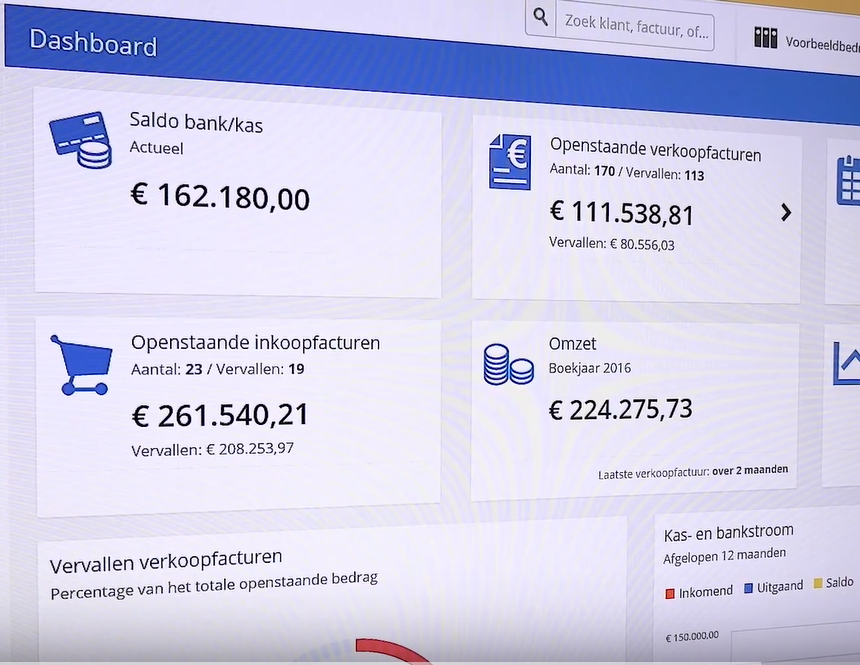 Zoek klant, factuur, of...
Dashboard
Saldo bank/kas
Actueel
€ 162.180,00
Openstaande verkoopfacturen
Aantal: 170 / Vervallen: 113
€ 111.538,81
Vervallen: € 80.556,03
Openstaande inkoopfacturen
Aantal: 23 / Vervallen: 19
€ 261.540,21
Vervallen: € 208.253,97
Omzet
Boekjaar 2016
€ 224.275,73
Laatste verkoopfactuur: over 2 maanden
Vervallen verkoopfacturen
Percentage van het totale openstaande bedrag
Kas- en bankstroom
Afgelopen 12 maanden
Inkomend Uitgaand Saldo
€ 150.000,00